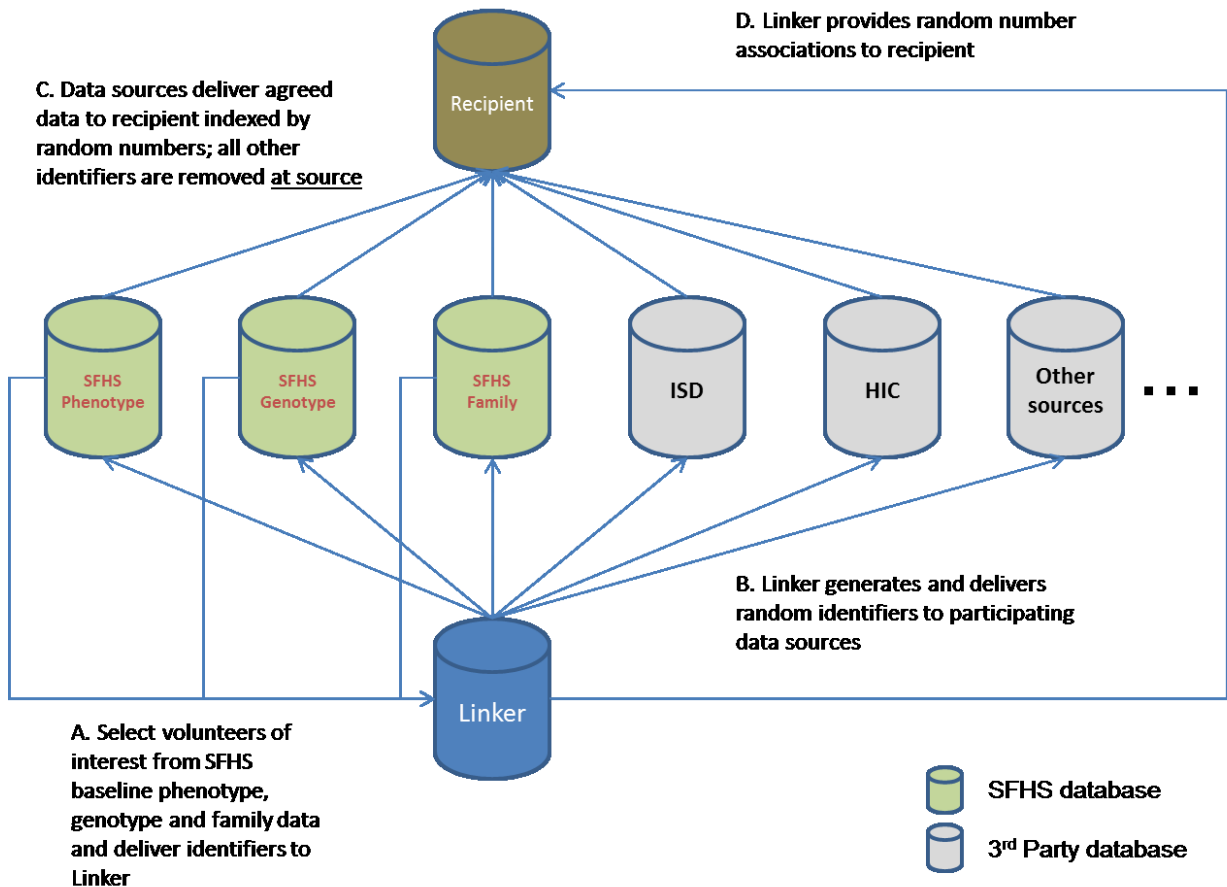 D. Linker provides random number
associations to recipient
C. Data sources deliver agreed
data to recipient indexed by
random numbers; all other
identifiers are removed at source
Recipient
SFHS
Phenotype
SFHS
Genotype
SFHS
Family
ISD
HIC
Other
sources
...
B. Linker generates and delivers
random identifiers to participating
data sources
Linker
A. Select volunteers of
interest from SFHS
baseline phenotype,
genotype and family data
and deliver identifiers to
Linker
SFHS database
3rd Party database